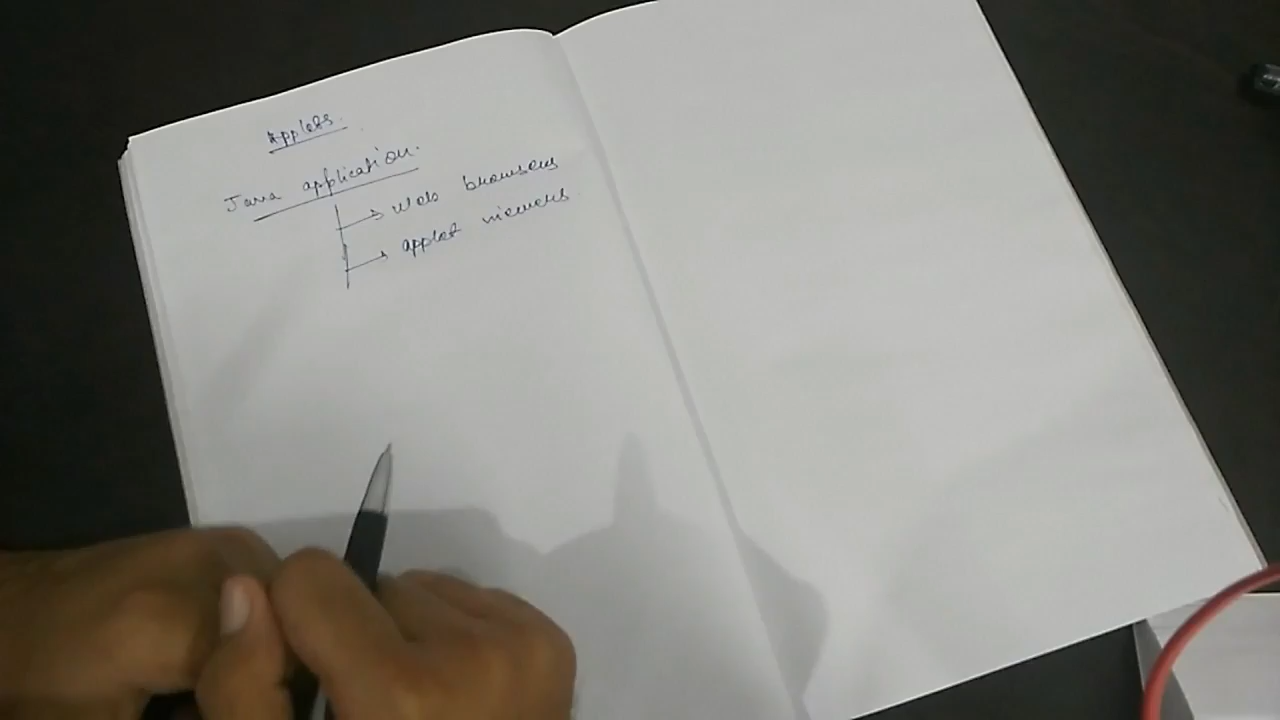 Applets.
Java application.
→ Web browsers
→ applet viewers